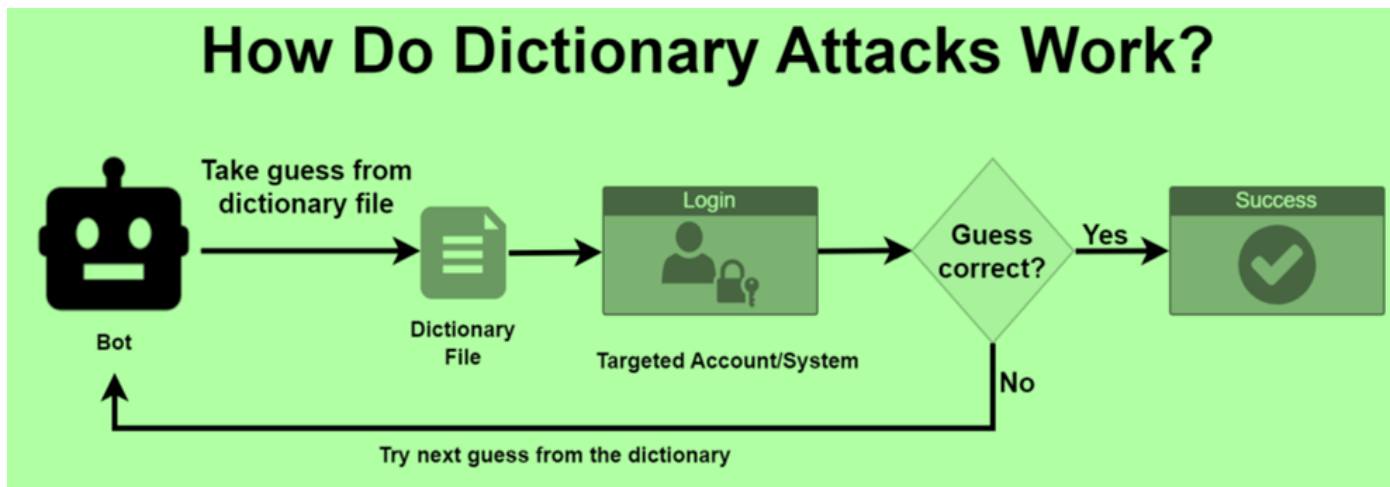 How Do Dictionary Attacks Work?
Take guess from
dictionary file
Login
Success
Guess
correct?
Yes
Bot
Dictionary
File
Targeted Account/System
No
Try next guess from the dictionary